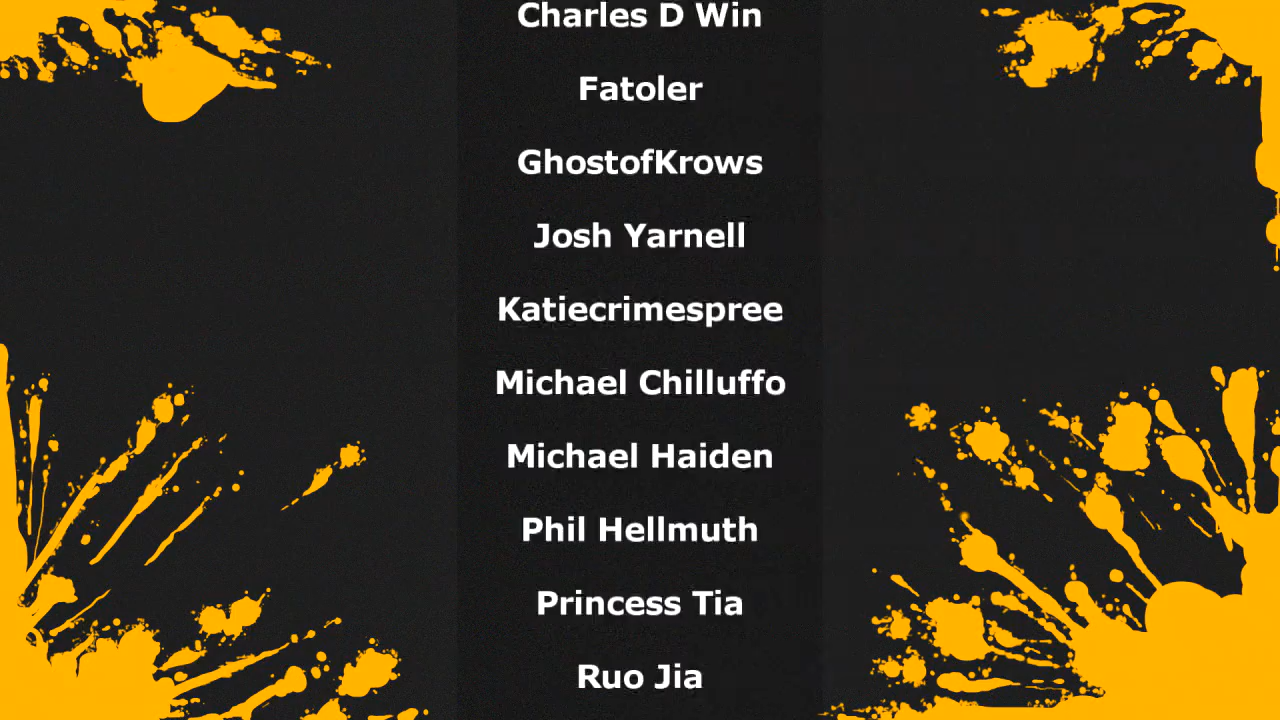 Charles D Win
Fatoler
GhostofKrows
Josh Yarnell
Katiecrimespree
Michael Chilluffo
Michael Haiden
Phil Hellmuth
Princess Tia
Ruo Jia